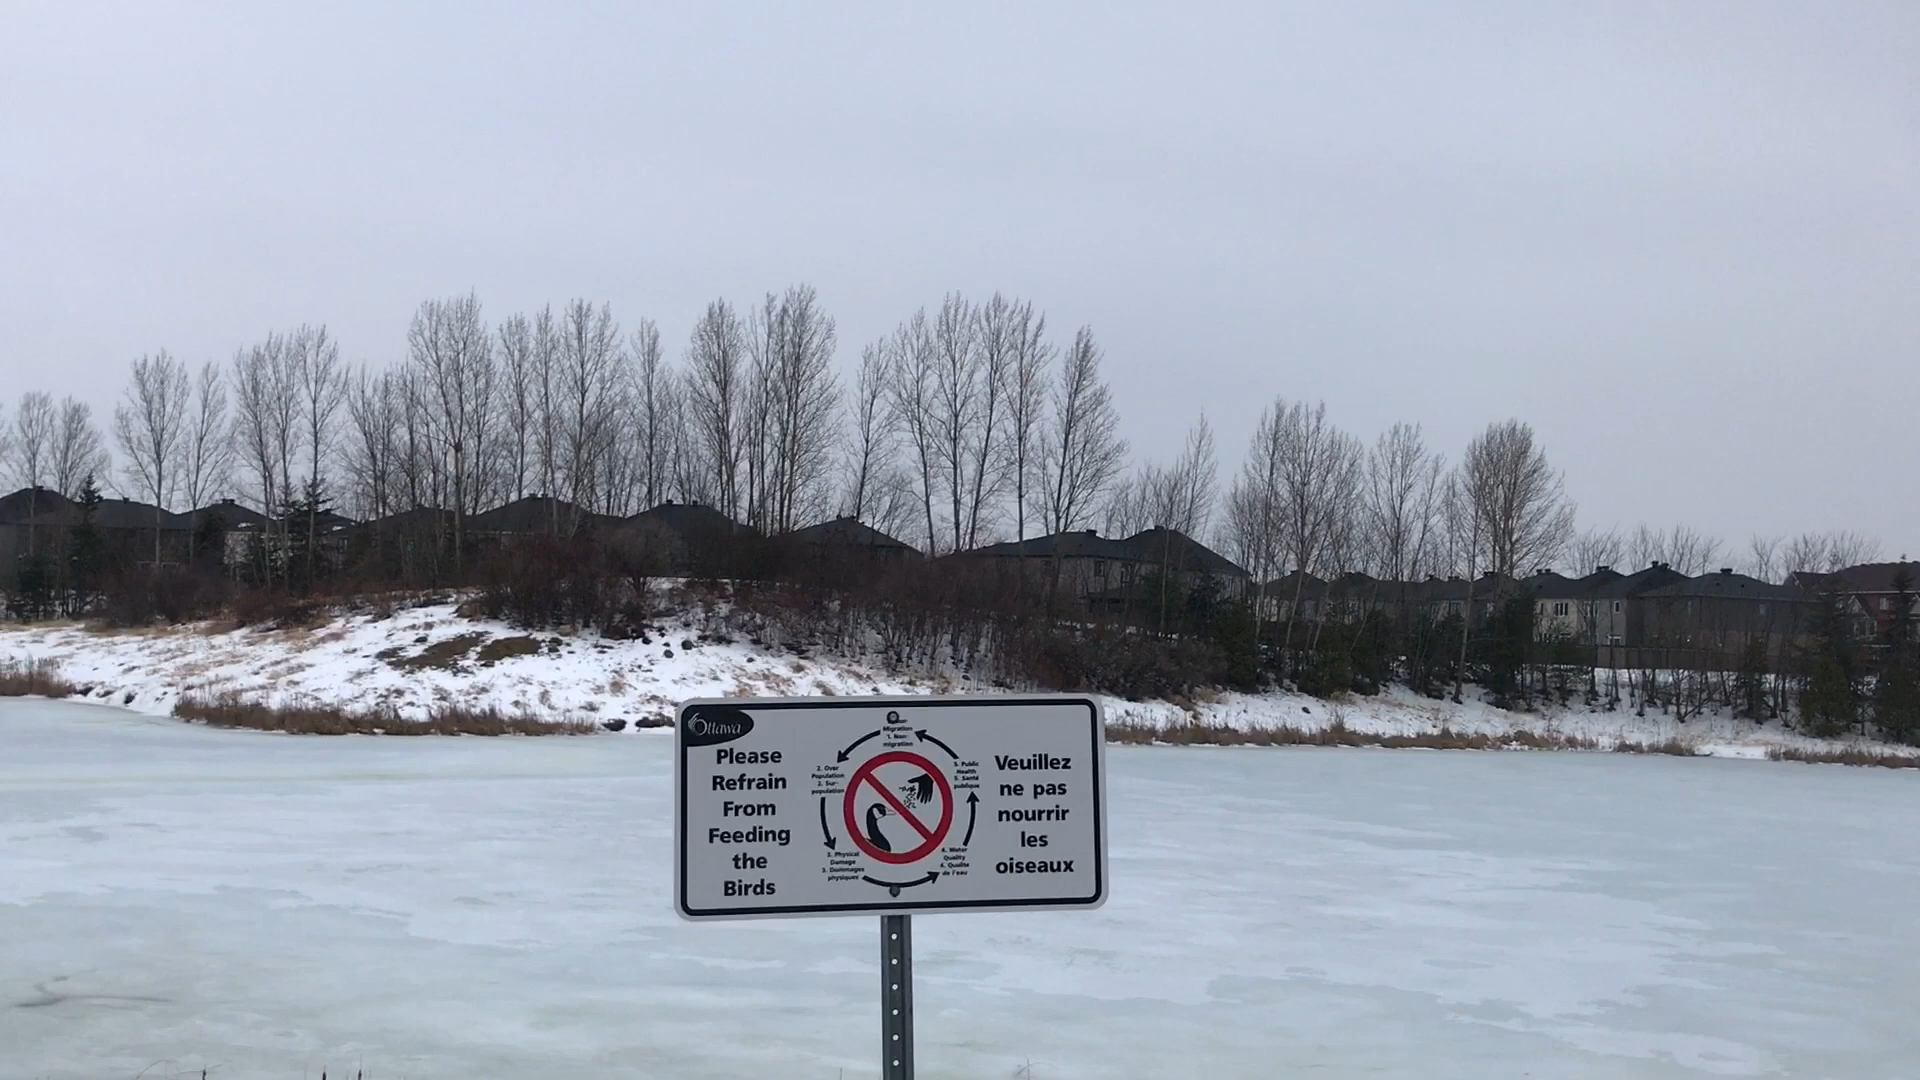 Ottawa
Please
Refrain
From
Feeding
the
Birds
Migration
1. Non-
migration
2. Over
Population
2. Sur-
population
3. Physical
Damage
3. Dommages
physiques
4. Water
Quality
4. Qualité
de l'eau
5. Public
Health
5. Santé
publique
Veuillez
ne pas
nourrir
les
oiseaux